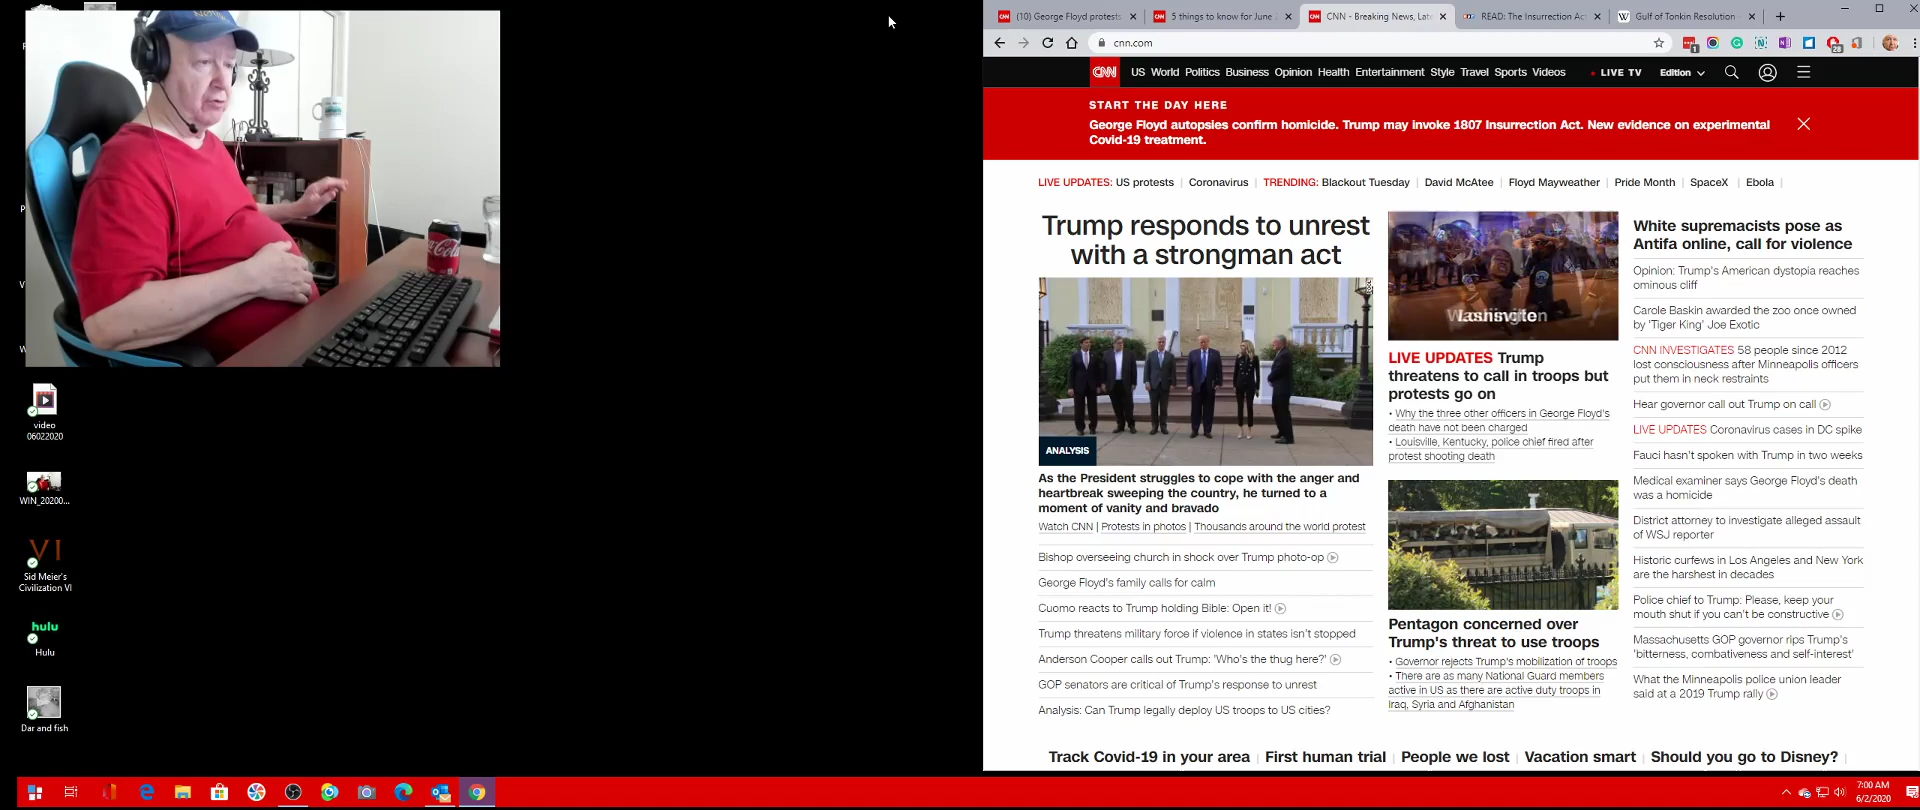 video
06022020
WIN_20200...
VI
Sid Meier's
Civilization VI
hulu
Hulu
Dar and fish
Coca-Cola
(10) George Floyd protests
5 things to know for June
CNN - Breaking News, Late
READ: The Insurrection Act
Gulf of Tonkin Resolution -
cnn.com
CNN US World Politics Business Opinion Health Entertainment Style Travel Sports Videos LIVE TV Edition
START THE DAY HERE
George Floyd autopsies confirm homicide. Trump may invoke 1807 Insurrection Act. New evidence on experimental
Covid-19 treatment.
LIVE UPDATES: US protests | Coronavirus | TRENDING: Blackout Tuesday | David McAtee | Floyd Mayweather | Pride Month | SpaceX | Ebola |
Trump responds to unrest
with a strongman act
ANALYSIS
As the President struggles to cope with the anger and
heartbreak sweeping the country, he turned to a
moment of vanity and bravado
Watch CNN | Protests in photos | Thousands around the world protest
Bishop overseeing church in shock over Trump photo-op
George Floyd's family calls for calm
Cuomo reacts to Trump holding Bible: Open it!
Trump threatens military force if violence in states isn't stopped
Anderson Cooper calls out Trump: 'Who's the thug here?'
GOP senators are critical of Trump's response to unrest
Analysis: Can Trump legally deploy US troops to US cities?
LIVE UPDATES Trump
threatens to call in troops but
protests go on
• Why the three other officers in George Floyd's
death have not been charged
• Louisville, Kentucky, police chief fired after
protest shooting death
Pentagon concerned over
Trump's threat to use troops
• Governor rejects Trump's mobilization of troops
• There are as many National Guard members
active in US as there are active duty troops in
Iraq, Syria and Afghanistan
White supremacists pose as
Antifa online, call for violence
Opinion: Trump's American dystopia reaches
ominous cliff
Carole Baskin awarded the zoo once owned
by 'Tiger King' Joe Exotic
CNN INVESTIGATES 58 people since 2012
lost consciousness after Minneapolis officers
put them in neck restraints
Hear governor call out Trump on call
LIVE UPDATES Coronavirus cases in DC spike
Fauci hasn't spoken with Trump in two weeks
Medical examiner says George Floyd's death
was a homicide
District attorney to investigate alleged assault
of WSJ reporter
Historic curfews in Los Angeles and New York
are the harshest in decades
Police chief to Trump: Please, keep your
mouth shut if you can't be constructive
Massachusetts GOP governor rips Trump's
'bitterness, combativeness and self-interest'
What the Minneapolis police union leader
said at a 2019 Trump rally
Track Covid-19 in your area | First human trial | People we lost | Vacation smart | Should you go to Disney? |
7:00 AM
6/2/2020